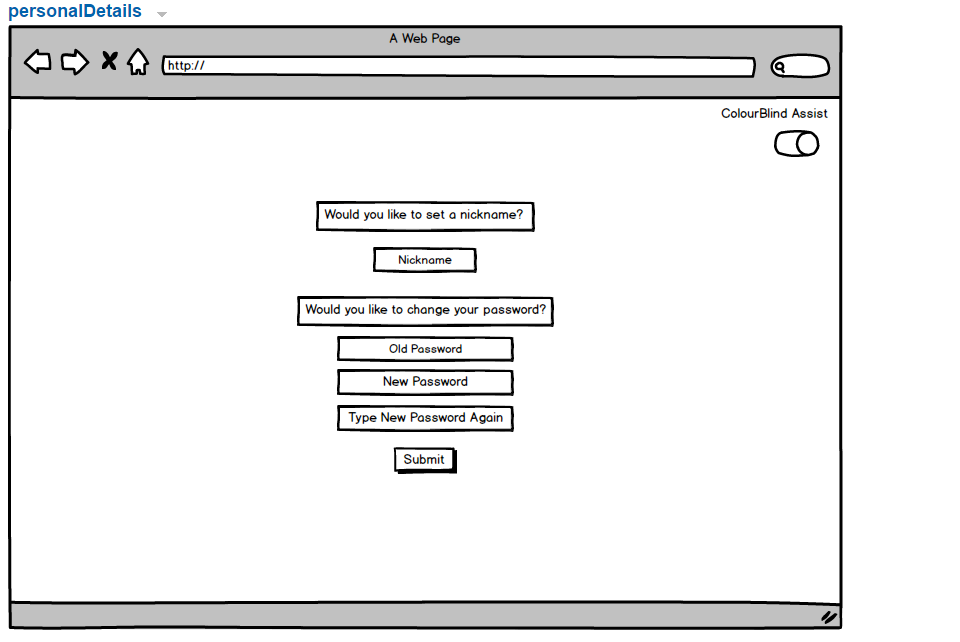 personalDetails
A Web Page
http://
ColourBlind Assist
Would you like to set a nickname?
Nickname
Would you like to change your password?
Old Password
New Password
Type New Password Again
Submit